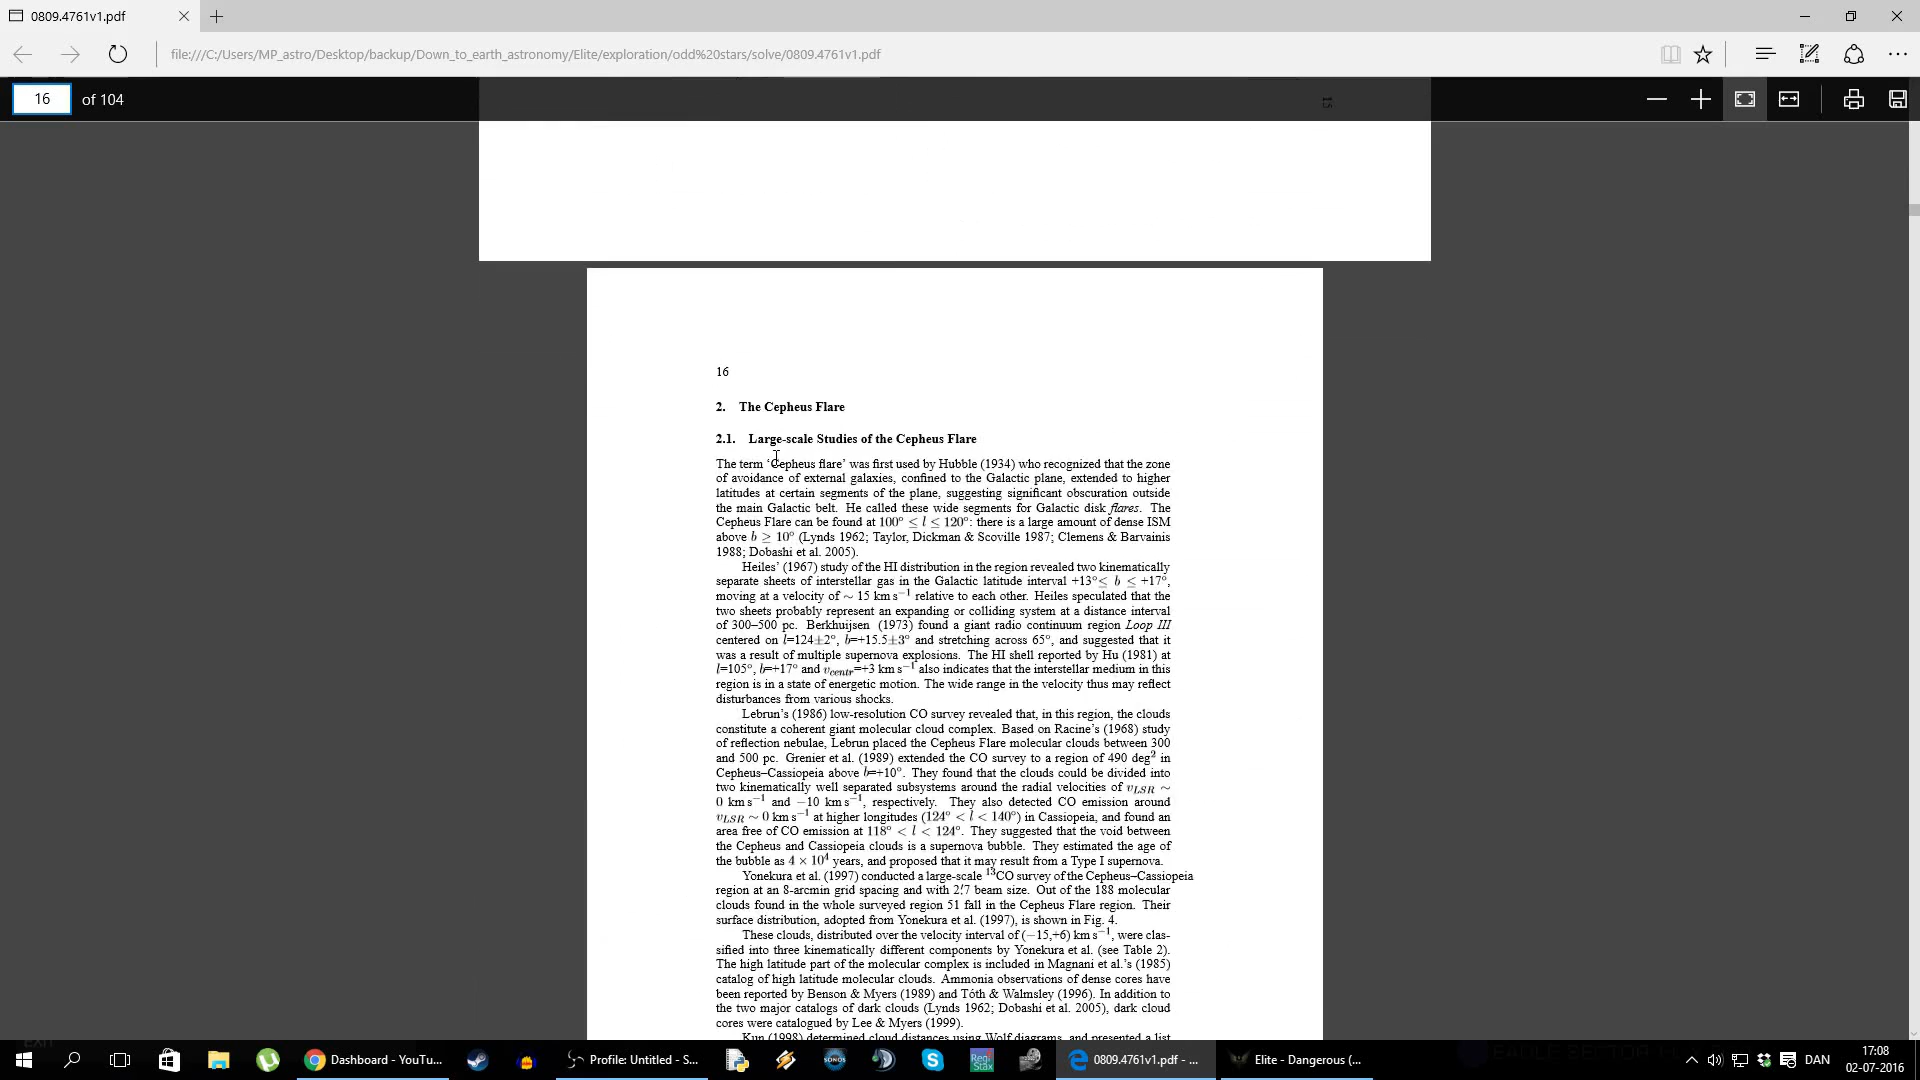 0809.4761v1.pdf
file:///C:/Users/MP_astro/Desktop/backup/Down_to_earth_astronomy/Elite/exploration/odd%20stars/solve/0809.4761v1.pdf
16 of 104
16
2. The Cepheus Flare
2.1. Large-scale Studies of the Cepheus Flare
The term ‘Cepheus flare’ was first used by Hubble (1934) who recognized that the zone
of avoidance of external galaxies, confined to the Galactic plane, extended to higher
latitudes at certain segments of the plane, suggesting significant obscuration outside
the main Galactic belt. He called these wide segments for Galactic disk flares. The
Cepheus Flare can be found at 100° ≤ l ≤ 120°: there is a large amount of dense ISM
above b ≥ 10° (Lynds 1962; Taylor, Dickman & Scoville 1987; Clemens & Barvainis
1988; Dobashi et al. 2005).
Heiles’ (1967) study of the HI distribution in the region revealed two kinematically
separate sheets of interstellar gas in the Galactic latitude interval +13°≤ b ≤ +17°,
moving at a velocity of ∼ 15 km s⁻¹ relative to each other. Heiles speculated that the
two sheets probably represent an expanding or colliding system at a distance interval
of 300–500 pc. Berkhuijsen (1973) found a giant radio continuum region Loop III
centered on l=124±2°, b=+15.5±3° and stretching across 65°, and suggested that it
was a result of multiple supernova explosions. The HI shell reported by Hu (1981) at
l=105°, b=+17° and v_centr=+3 km s⁻¹ also indicates that the interstellar medium in this
region is in a state of energetic motion. The wide range in the velocity thus may reflect
disturbances from various shocks.
Lebrun’s (1986) low-resolution CO survey revealed that, in this region, the clouds
constitute a coherent giant molecular cloud complex. Based on Racine’s (1968) study
of reflection nebulae, Lebrun placed the Cepheus Flare molecular clouds between 300
and 500 pc. Grenier et al. (1989) extended the CO survey to a region of 490 deg² in
Cepheus–Cassiopeia above b=+10°. They found that the clouds could be divided into
two kinematically well separated subsystems around the radial velocities of v_LSR ∼
0 km s⁻¹ and −10 km s⁻¹, respectively. They also detected CO emission around
v_LSR ∼ 0 km s⁻¹ at higher longitudes (124° < l < 140°) in Cassiopeia, and found an
area free of CO emission at 118° < l < 124°. They suggested that the void between
the Cepheus and Cassiopeia clouds is a supernova bubble. They estimated the age of
the bubble as 4 × 10⁴ years, and proposed that it may result from a Type I supernova.
Yonekura et al. (1997) conducted a large-scale ¹³CO survey of the Cepheus–Cassiopeia
region at an 8-arcmin grid spacing and with 2.′7 beam size. Out of the 188 molecular
clouds found in the whole surveyed region 51 fall in the Cepheus Flare region. Their
surface distribution, adopted from Yonekura et al. (1997), is shown in Fig. 4.
These clouds, distributed over the velocity interval of (−15,+6) km s⁻¹, were clas-
sified into three kinematically different components by Yonekura et al. (see Table 2).
The high latitude part of the molecular complex is included in Magnani et al.’s (1985)
catalog of high latitude molecular clouds. Ammonia observations of dense cores have
been reported by Benson & Myers (1989) and Tóth & Walmsley (1996). In addition to
the two major catalogs of dark clouds (Lynds 1962; Dobashi et al. 2005), dark cloud
cores were catalogued by Lee & Myers (1999).
Kun (1998) determined cloud distances using Wolf diagrams, and presented a list
Dashboard - YouTu...
Profile: Untitled - S...
SONOS
Regi Stax
0809.4761v1.pdf - ...
Elite - Dangerous (...
DAN
17:08
02-07-2016